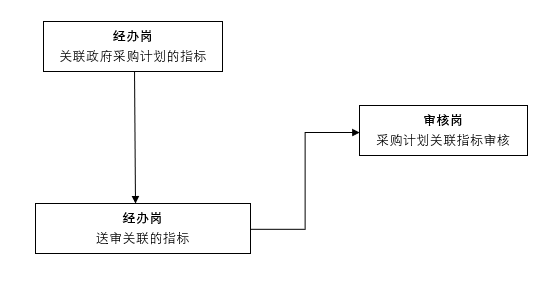 经办岗
关联政府采购计划的指标
审核岗
采购计划关联指标审核
经办岗
送审关联的指标